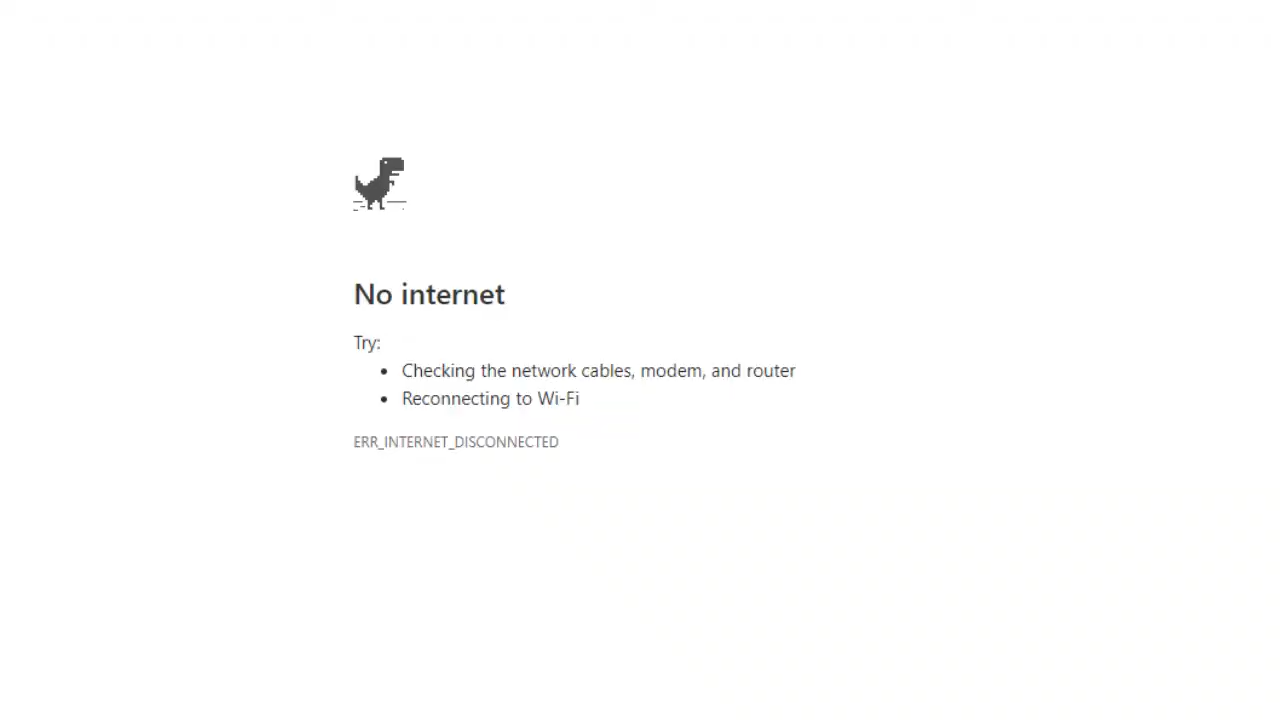 No internet
Try:
• Checking the network cables, modem, and router
• Reconnecting to Wi-Fi
ERR_INTERNET_DISCONNECTED